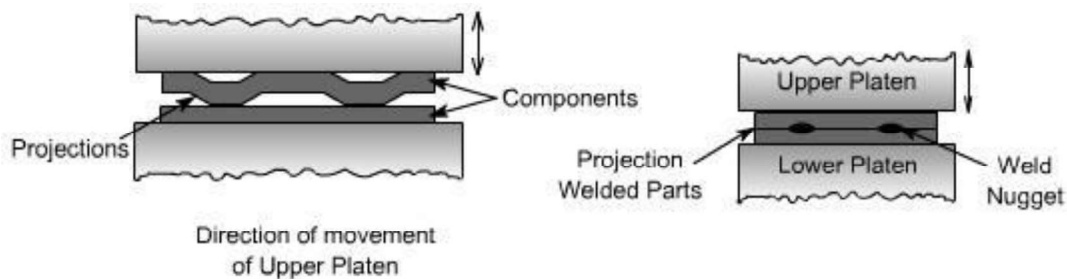 Projections
Components
Direction of movement
of Upper Platen
Upper Platen
Lower Platen
Projection
Welded Parts
Weld
Nugget